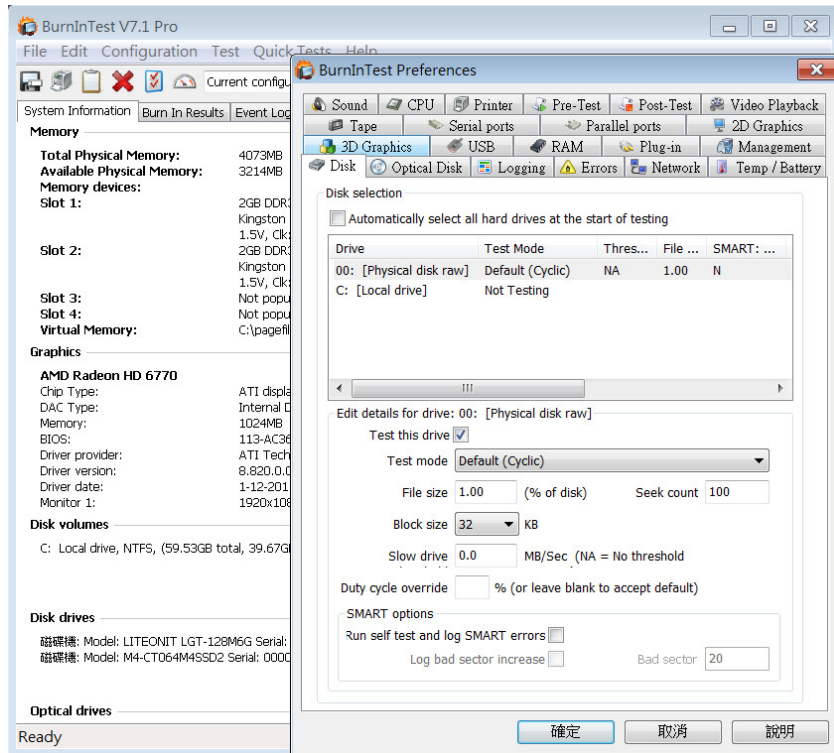 BurnInTest V7.1 Pro
File Edit Configuration Test Quick Tests Help
Current configu
System Information Burn In Results Event Log
Memory
Total Physical Memory: 4073MB
Available Physical Memory: 3214MB
Memory devices:
Slot 1: 2GB DDR3
Kingston
1.5V, Clk:
Slot 2: 2GB DDR3
Kingston
1.5V, Clk:
Slot 3: Not popu
Slot 4: Not popu
Virtual Memory: C:\pagefil
Graphics
AMD Radeon HD 6770
Chip Type: ATI displa
DAC Type: Internal D
Memory: 1024MB
BIOS: 113-AC36
Driver provider: ATI Tech
Driver version: 8.820.0.0
Driver date: 1-12-201
Monitor 1: 1920x108
Disk volumes
C: Local drive, NTFS, (59.53GB total, 39.67G
Disk drives
磁碟機: Model: LITEONIT LGT-128M6G Serial:
磁碟機: Model: M4-CT064M4SSD2 Serial: 0000
Optical drives
Ready
BurnInTest Preferences
Sound CPU Printer Pre-Test Post-Test Video Playback
Tape Serial ports Parallel ports 2D Graphics
3D Graphics USB RAM Plug-in Management
Disk Optical Disk Logging Errors Network Temp / Battery
Disk selection
Automatically select all hard drives at the start of testing
Drive Test Mode Thres... File ... SMART: ...
00: [Physical disk raw] Default (Cyclic) NA 1.00 N
C: [Local drive] Not Testing
Edit details for drive: 00: [Physical disk raw]
Test this drive
Test mode Default (Cyclic)
File size 1.00 (% of disk) Seek count 100
Block size 32 KB
Slow drive 0.0 MB/Sec (NA = No threshold
Duty cycle override % (or leave blank to accept default)
SMART options
Run self test and log SMART errors
Log bad sector increase Bad sector 20
確定 取消 說明